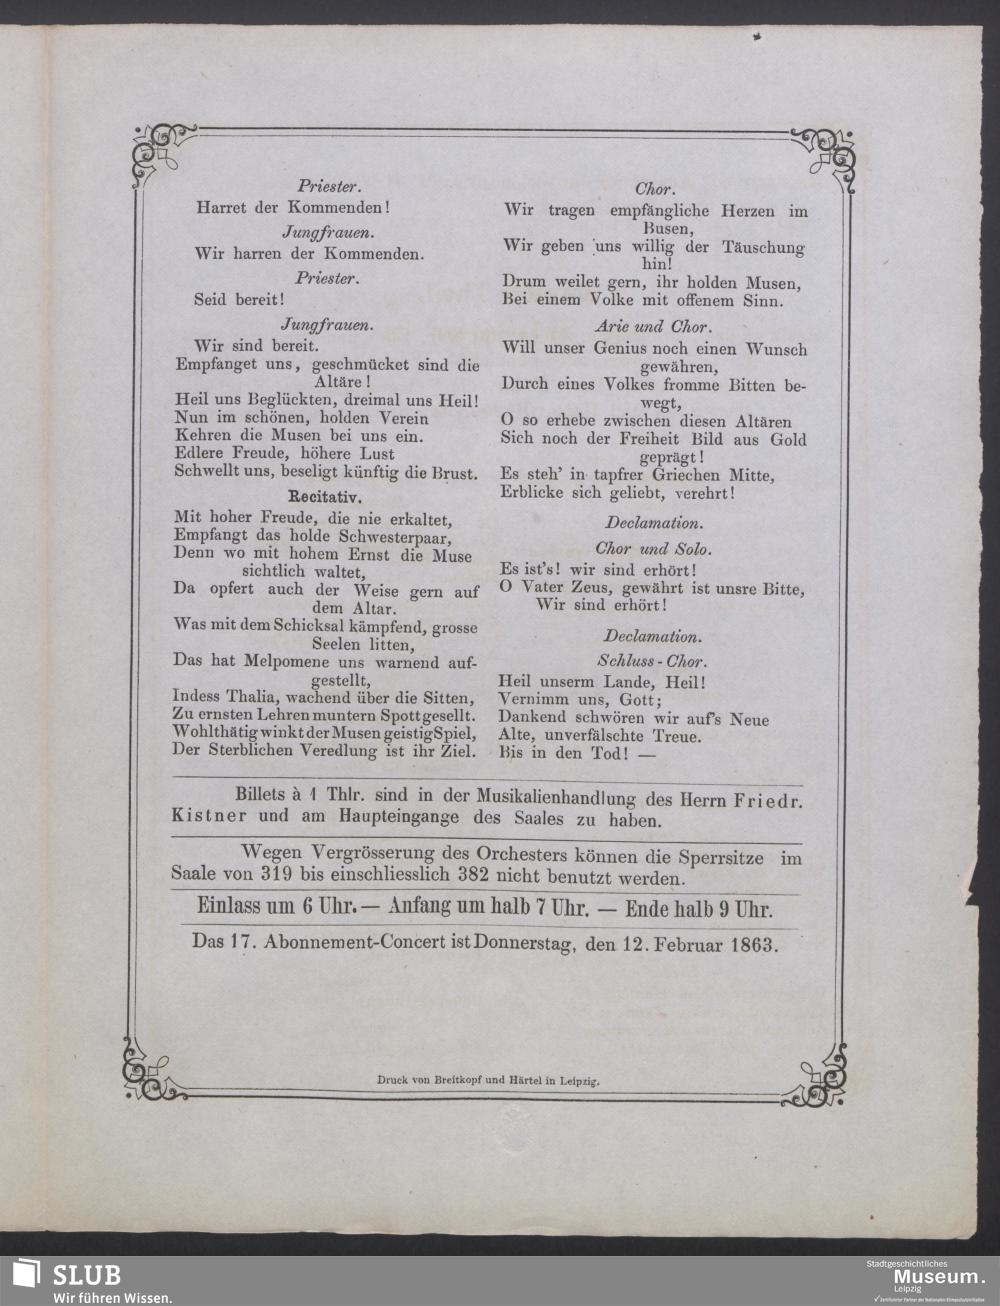 Priester.
Harret der Kommenden!
Jungfrauen.
Wir harren der Kommenden.
Priester.
Seid bereit!
Jungfrauen.
Wir sind bereit.
Empfanget uns, geschmücket sind die
Altäre!
Heil uns Beglückten, dreimal uns Heil!
Nun im schönen, holden Verein
Kehren die Musen bei uns ein.
Edlere Freude, höhere Lust
Schwellt uns, beseligt künftig die Brust.
Recitativ.
Mit hoher Freude, die nie erkaltet,
Empfangt das holde Schwesterpaar,
Denn wo mit hohem Ernst die Muse
sichtlich waltet,
Da opfert auch der Weise gern auf
dem Altar.
Was mit dem Schicksal kämpfend, grosse
Seelen litten,
Das hat Melpomene uns warnend auf-
gestellt,
Indess Thalia, wachend über die Sitten,
Zu ernsten Lehren muntern Spott gesellt.
Wohlthätig winkt der Musen geistig Spiel,
Der Sterblichen Veredlung ist ihr Ziel.
Chor.
Wir tragen empfängliche Herzen im
Busen,
Wir geben uns willig der Täuschung
hin!
Drum weilet gern, ihr holden Musen,
Bei einem Volke mit offenem Sinn.
Arie und Chor.
Will unser Genius noch einen Wunsch
gewähren,
Durch eines Volkes fromme Bitten be-
wegt,
O so erhebe zwischen diesen Altären
Sich noch der Freiheit Bild aus Gold
geprägt!
Es steh' in tapfrer Griechen Mitte,
Erblicke sich geliebt, verehrt!
Declamation.
Chor und Solo.
Es ist's! wir sind erhört!
O Vater Zeus, gewährt ist unsre Bitte,
Wir sind erhört!
Declamation.
Schluss-Chor.
Heil unserm Lande, Heil!
Vernimm uns, Gott;
Dankend schwören wir auf's Neue
Alte, unverfälschte Treue.
Bis in den Tod! —
Billets à 1 Thlr. sind in der Musikalienhandlung des Herrn Friedr.
Kistner und am Haupteingange des Saales zu haben.
Wegen Vergrösserung des Orchesters können die Sperrsitze im
Saale von 319 bis einschliesslich 382 nicht benutzt werden.
Einlass um 6 Uhr. — Anfang um halb 7 Uhr. — Ende halb 9 Uhr.
Das 17. Abonnement-Concert ist Donnerstag, den 12. Februar 1863.
Druck von Breitkopf und Härtel in Leipzig.
SLUB
Wir führen Wissen.
Stadtgeschichtliches
Museum.
Leipzig
Zertifizierter Partner der Nationalen Klimaschutzinitiative